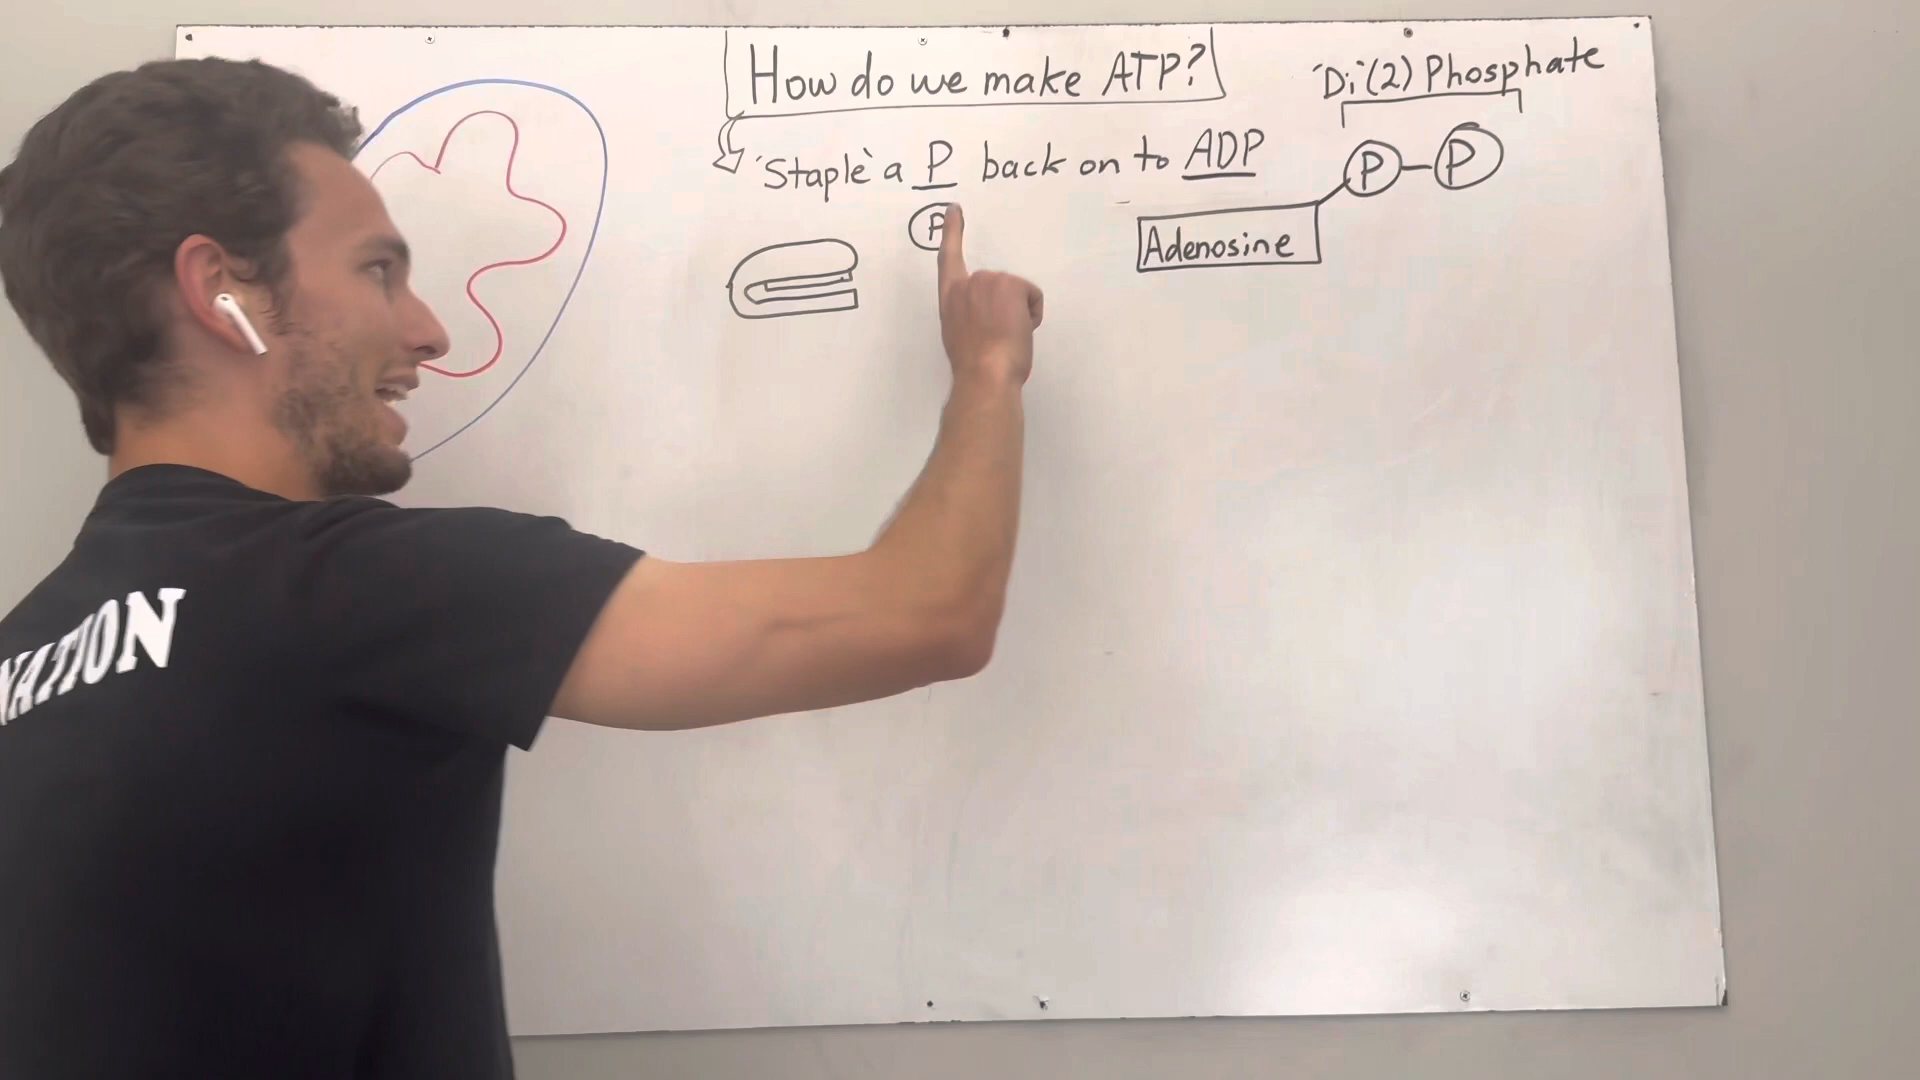 How do we make ATP?
"Di"(2) Phosphate
"Staple" a P back on to ADP
P
P-P
Adenosine
NATION